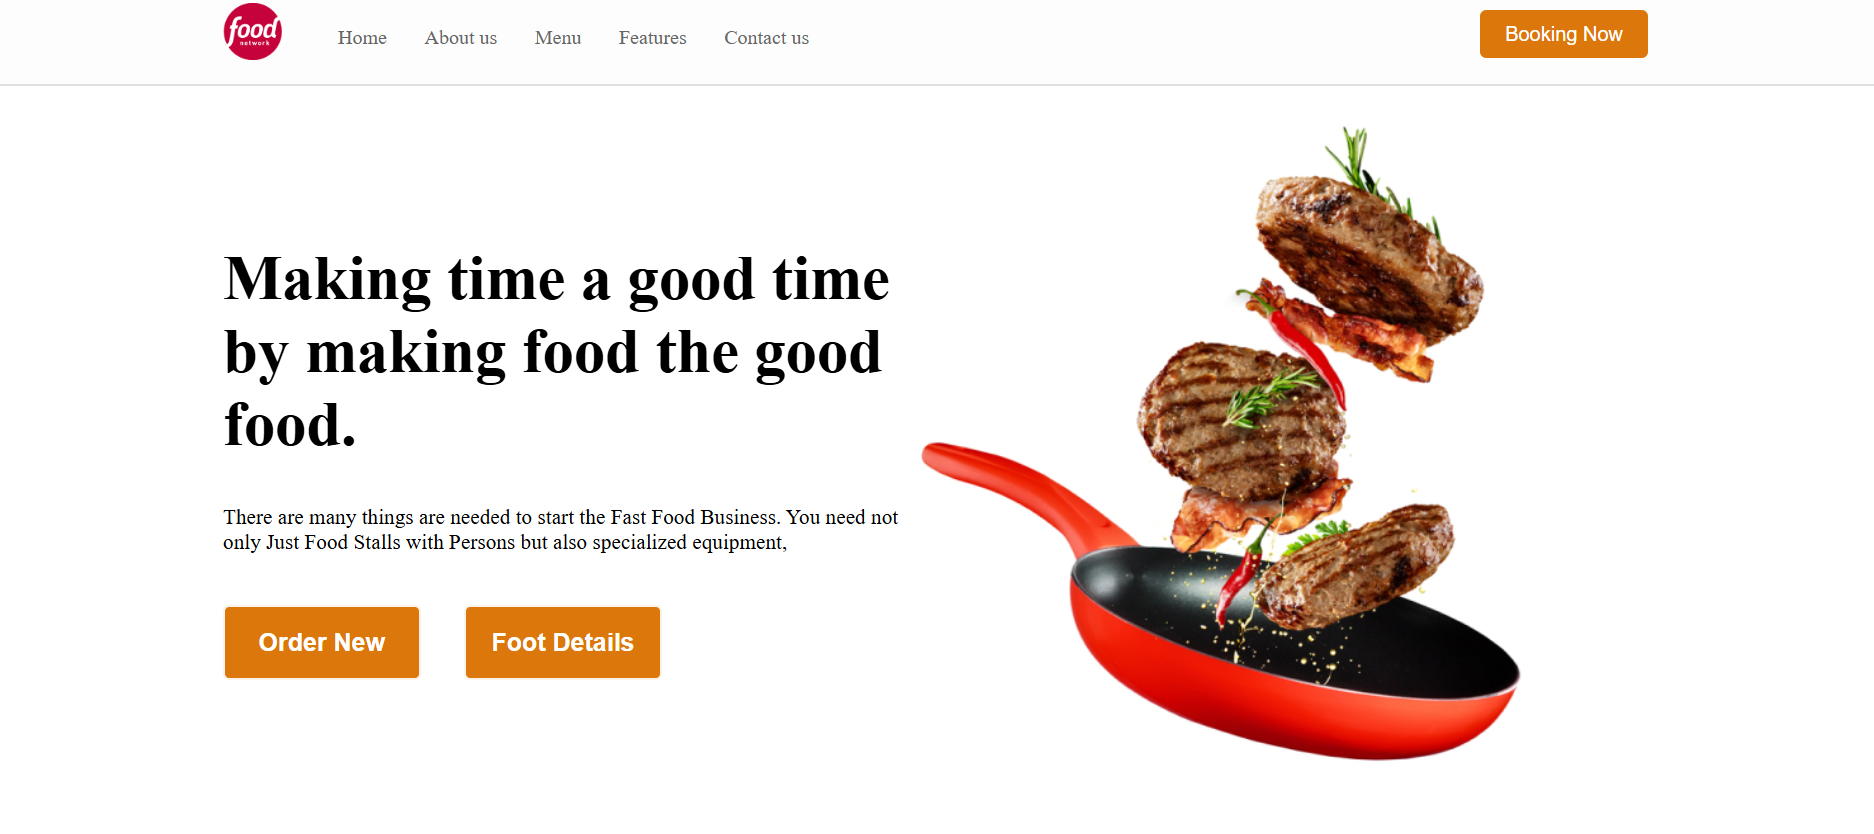 food
network
Home About us Menu Features Contact us
Booking Now
Making time a good time
by making food the good
food.
There are many things are needed to start the Fast Food Business. You need not
only Just Food Stalls with Persons but also specialized equipment,
Order New Foot Details